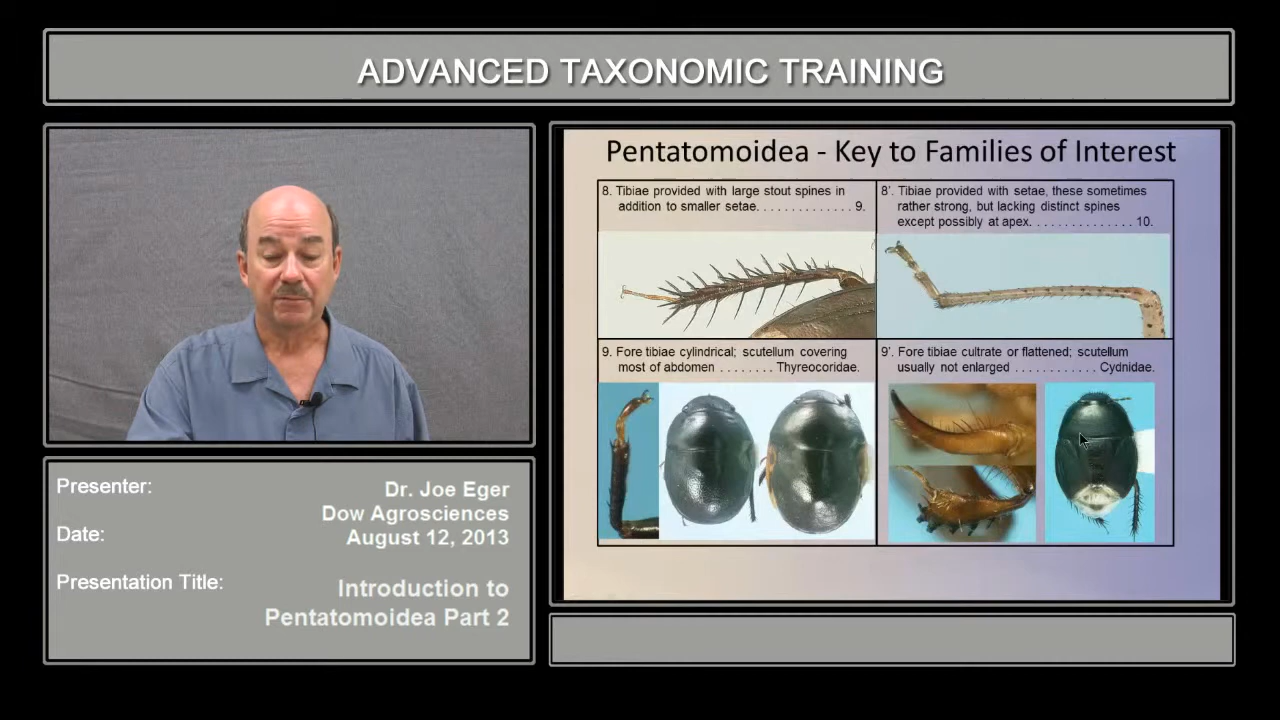 ADVANCED TAXONOMIC TRAINING
Pentatomoidea - Key to Families of Interest
8. Tibiae provided with large stout spines in
addition to smaller setae. . . . . . . . . . . . . 9.
8'. Tibiae provided with setae, these sometimes
rather strong, but lacking distinct spines
except possibly at apex. . . . . . . . . . . . . . . 10.
9. Fore tibiae cylindrical; scutellum covering
most of abdomen . . . . . . . . Thyreocoridae.
9'. Fore tibiae cultrate or flattened; scutellum
usually not enlarged . . . . . . . . . . . . Cydnidae.
Presenter:
Dr. Joe Eger
Dow Agrosciences
Date:
August 12, 2013
Presentation Title:
Introduction to
Pentatomoidea Part 2